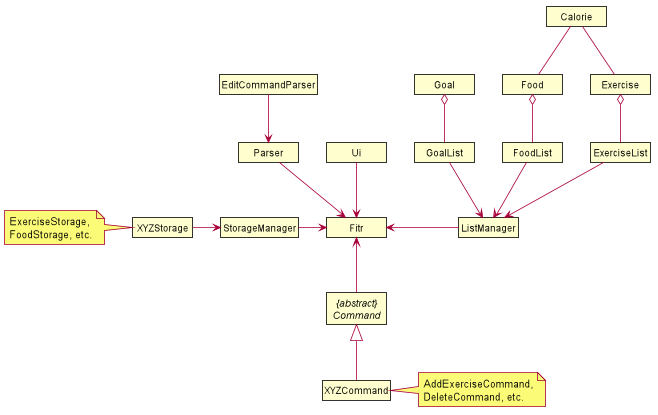 Calorie
EditCommandParser
Goal
Food
Exercise
Parser
Ui
GoalList
FoodList
ExerciseList
ExerciseStorage,
FoodStorage, etc.
XYZStorage
StorageManager
Fitr
ListManager
{abstract}
Command
XYZCommand
AddExerciseCommand,
DeleteCommand, etc.